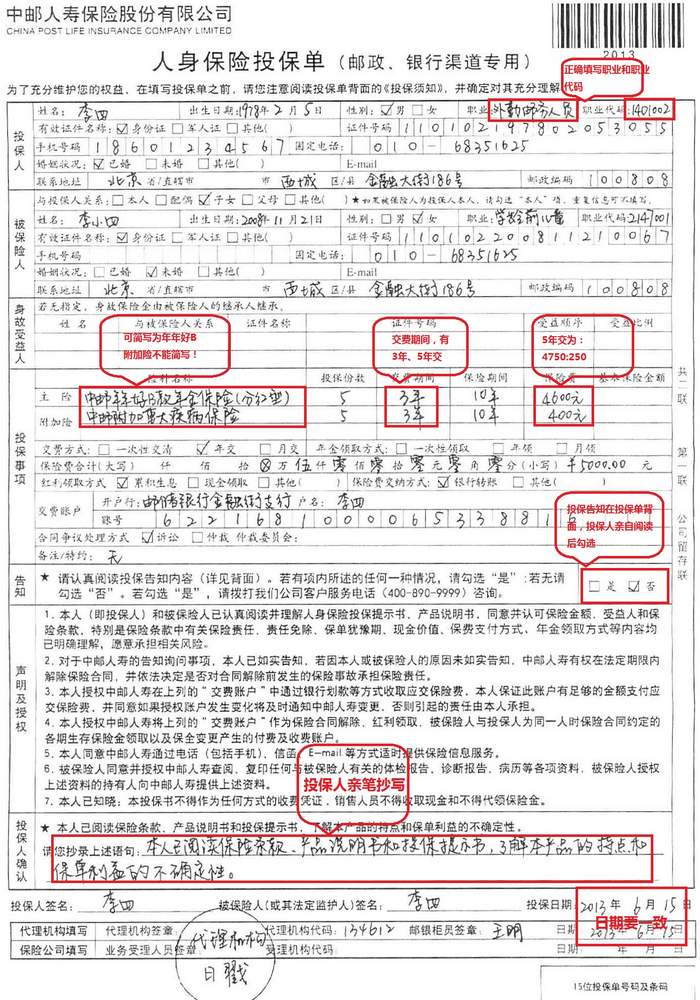 中邮人寿保险股份有限公司
CHINA POST LIFE INSURANCE COMPANY LIMITED
2013
人身保险投保单（邮政、银行渠道专用）
正确填写职业和职业代码
为了充分维护您的权益，在填写投保单之前，请您注意阅读投保单背面的《投保须知》，并确定对其充分理解
投保人
姓名：李四 出生日期：1978年2月5日 性别：☑男 □女 职业：外勤邮务人员 职业代码：1401002
有效证件名称：☑身份证 □军人证 □其他( ) 证件号码 110102197802053055
手机号码 18601234567 固定电话：010-68351625
婚姻状况：☑已婚 □未婚 □其他( ) E-mail
联系地址 北京 省/直辖市 市 西城 区/县 金融大街186号 邮政编码 100808
被保险人
与投保人关系：□本人 □配偶 ☑子女 □父母 □其他( ) ★如果被保险人为投保人本人，请勾选“本人”项，重复信息可不填写。
姓名：李小四 出生日期：2008年11月21日 性别：□男 ☑女 职业：学龄前儿童 职业代码：2147001
有效证件名称：☑身份证 □军人证 □其他( ) 证件号码 110102200811210067
手机号码 固定电话：010-68351625
婚姻状况：□已婚 ☑未婚 □其他( ) E-mail
联系地址 北京 省/直辖市 市 西城 区/县 金融大街186号 邮政编码 100808
身故受益人
若无指定，身故保险金由被保险人的继承人继承。
姓名 与被保险人关系 证件名称 证件号码 受益顺序 受益比例
可简写为年年好B
附加险不能简写！
交费期间，有3年、5年交
5年交为：
4750:250
投保事项
险种名称 投保份数 交费期间 保险期间 保险费 基本保险金额
主险 中邮年年好B款年金保险(分红型) 5 3年 10年 4600元
附加险 中邮附加重大疾病保险 5 3年 10年 400元
交费方式：□一次性交清 ☑年交 □月交 年金领取方式：□一次性领取 □年领 □月领
保险费合计(大写) 仟 佰 拾 ⊗万 伍仟 零佰 零拾 零元 零角 零分(小写) ￥5000.00 元
红利领取方式 ☑累积生息 □现金领取 □其他( ) 保险费交纳方式：☑银行转账 □其他( )
交费账户
开户行：邮储银行金融街支行 户名：李四
账号 6221681000065338816
投保告知在投保单背面，投保人亲自阅读后勾选
合同争议处理方式 ☑诉讼 □仲裁 仲裁委员会：
备注/特约：无
共二联
第一联
公司留存联
告知
★ 请认真阅读投保告知内容（详见背面）。若有项内所述的任何一种情况，请勾选“是”；若无请勾选“否”。若勾选“是”，请拨打我们公司客户服务电话（400-890-9999）咨询。
□是 ☑否
声明及授权
1. 本人（即投保人）和被保险人已认真阅读并理解人身保险投保提示书、产品说明书，同意并认可保险金额、受益人和保险条款，特别是保险条款中有关保险责任、责任免除、保单犹豫期、现金价值、保费支付方式、年金领取方式等内容均已明确理解，愿意承担相关风险。
2. 对于中邮人寿的告知询问事项，本人已如实告知，若因本人或被保险人的原因未如实告知，中邮人寿有权在法定期限内解除保险合同，并依法决定是否对合同解除前发生的保险事故承担保险责任。
3. 本人授权中邮人寿在上列的“交费账户”中通过银行划款等方式收取应交保险费，本人保证此账户有足够的金额支付应交保险费，并同意如果授权账户发生变化将及时通知中邮人寿变更，否则引起的责任由本人承担。
4. 本人授权中邮人寿将上列的“交费账户”作为保险合同解除、红利领取，被保险人与投保人为同一人时保险合同约定的各期生存保险金领取以及保全变更产生的付费及收费账户。
5. 本人同意中邮人寿通过电话（包括手机）、信函、E-mail等方式适时提供保险信息服务。
6. 被保险人同意并授权中邮人寿查阅、复印任何与被保险人有关的体检报告、诊断报告、病历等各项资料，被保险人授权上述资料的持有人向中邮人寿提供上述资料。
7. 本人已知晓：本投保书不得作为任何方式的收费凭证，销售人员不得收取现金和不得代领保险金。
投保人亲笔抄写
投保人确认
★ 本人已阅读保险条款、产品说明书和投保提示书，了解本产品的特点和保单利益的不确定性。
请您抄录上述语句：本人已阅读保险条款、产品说明书和投保提示书，了解本产品的特点和
保单利益的不确定性。
投保人签名：李四 被保险人(或其法定监护人)签名：李四 投保日期：2013年6月15日
代理机构填写 代理机构签章： 代理机构代码：134612 邮银柜员签章：王明 日期：2013年6月15日
日期要一致
保险公司填写 业务受理人员签章： 受理机构代码： 日期： 年 月 日
代理机构
日戳
15位投保单号码及条码